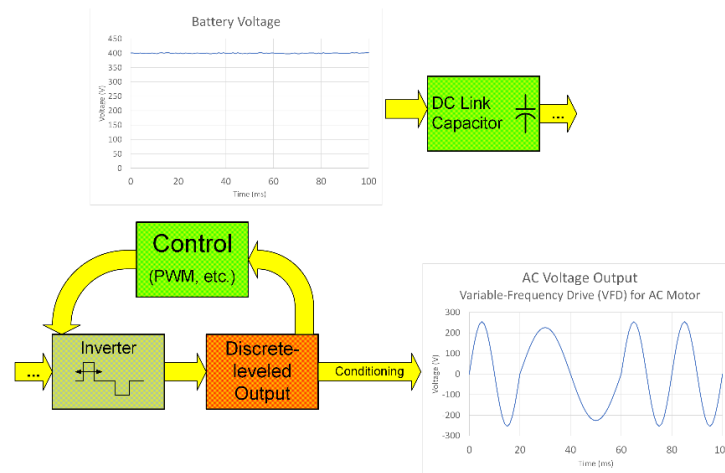 Battery Voltage
450
400
350
300
250
200
150
100
50
0
Voltage (V)
0 20 40 60 80 100
Time (ms)
DC Link
Capacitor
...
Control
(PWM, etc.)
...
Inverter
Discrete-
leveled
Output
Conditioning
AC Voltage Output
Variable-Frequency Drive (VFD) for AC Motor
300
200
100
0
-100
-200
-300
Voltage (V)
0 20 40 60 80 100
Time (ms)